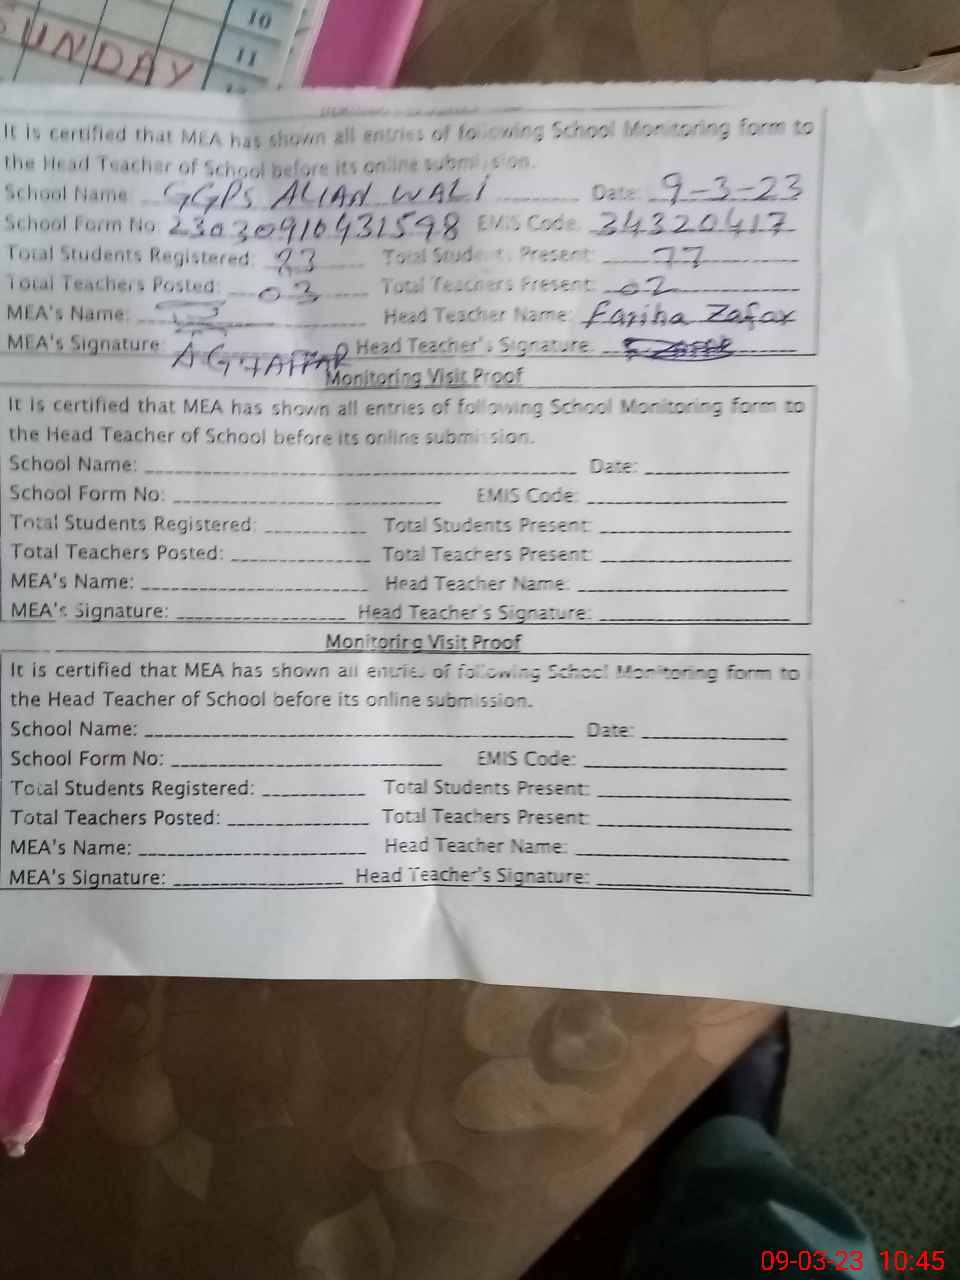 10
SUNDAY 11
It is certified that MEA has shown all entries of following School Monitoring form to
the Head Teacher of School before its online submission.
School Name: GGPS ALIAN WALI Date: 9-3-23
School Form No: 23030910431598 EMIS Code: 34320417
Total Students Registered: 83 Total Students Present: 77
Total Teachers Posted: 03 Total Teachers Present: 02
MEA's Name: Head Teacher Name: Fariha Zafar
MEA's Signature: A GHAFFAR Head Teacher's Signature:
Monitoring Visit Proof
It is certified that MEA has shown all entries of following School Monitoring form to
the Head Teacher of School before its online submission.
School Name: Date:
School Form No: EMIS Code:
Total Students Registered: Total Students Present:
Total Teachers Posted: Total Teachers Present:
MEA's Name: Head Teacher Name:
MEA's Signature: Head Teacher's Signature:
Monitoring Visit Proof
It is certified that MEA has shown all entries of following School Monitoring form to
the Head Teacher of School before its online submission.
School Name: Date:
School Form No: EMIS Code:
Total Students Registered: Total Students Present:
Total Teachers Posted: Total Teachers Present:
MEA's Name: Head Teacher Name:
MEA's Signature: Head Teacher's Signature:
09-03-23 10:45